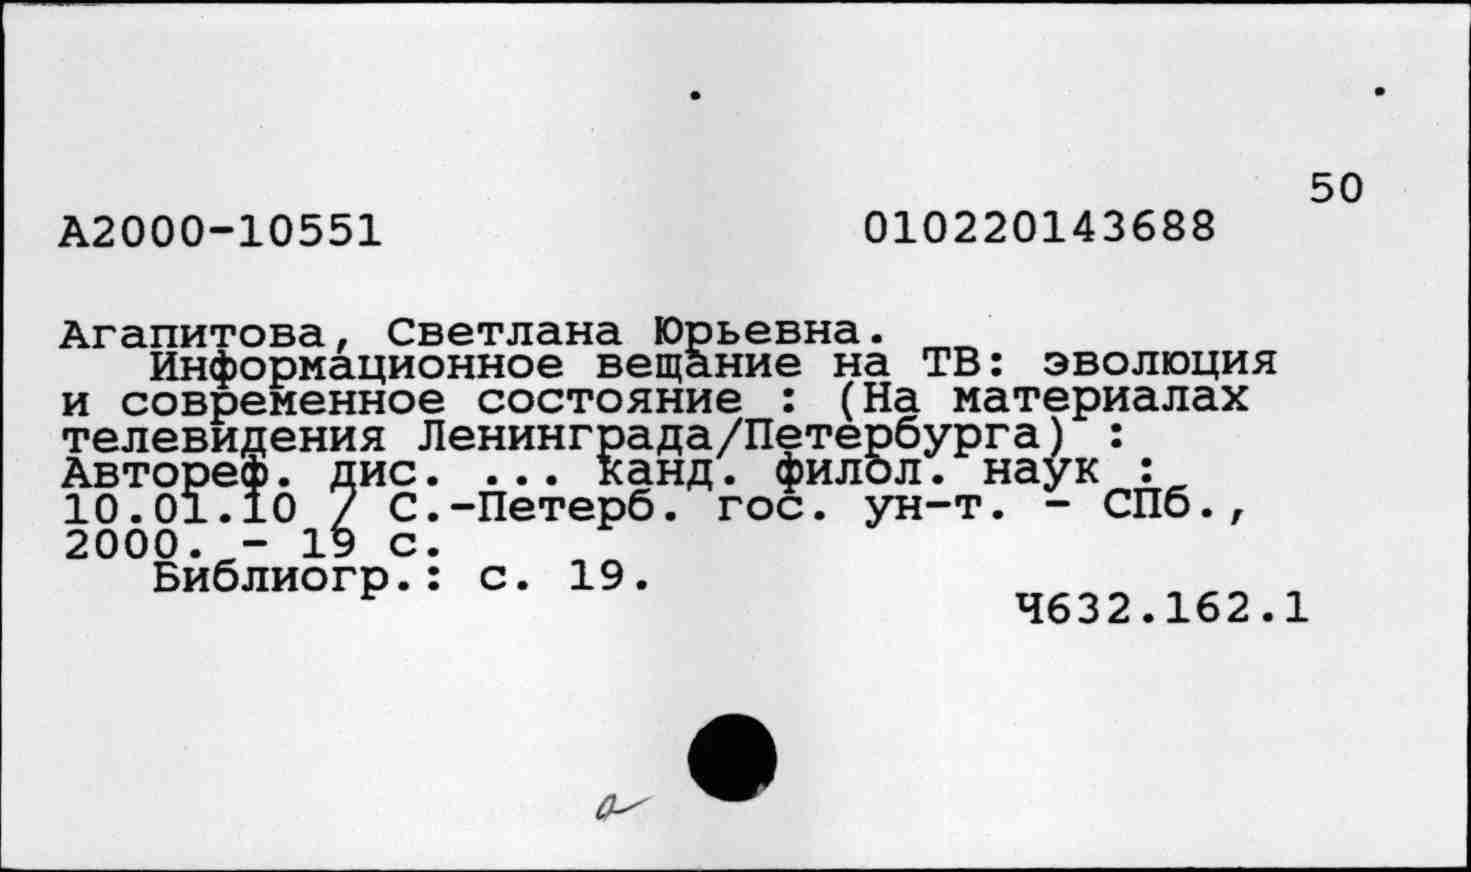 50
А2000-10551 010220143688
Агапитова, Светлана Юрьевна.
Информационное вещание на ТВ: эволюция
и современное состояние : (На материалах
телевидения Ленинграда/Петербурга) :
Автореф. дис. ... канд. филол. наук :
10.01.10 / С.-Петерб. гос. ун-т. - СПб.,
2000. - 19 с.
Библиогр.: с. 19.
Ч632.162.1
а